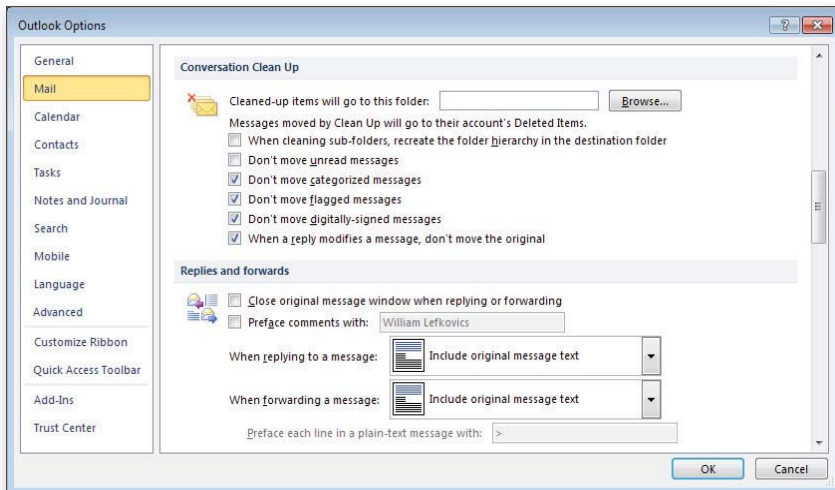 Outlook Options
General
Mail
Calendar
Contacts
Tasks
Notes and Journal
Search
Mobile
Language
Advanced
Customize Ribbon
Quick Access Toolbar
Add-Ins
Trust Center
Conversation Clean Up
Cleaned-up items will go to this folder: Browse...
Messages moved by Clean Up will go to their account's Deleted Items.
When cleaning sub-folders, recreate the folder hierarchy in the destination folder
Don't move unread messages
Don't move categorized messages
Don't move flagged messages
Don't move digitally-signed messages
When a reply modifies a message, don't move the original
Replies and forwards
Close original message window when replying or forwarding
Preface comments with: William Lefkovics
When replying to a message: Include original message text
When forwarding a message: Include original message text
Preface each line in a plain-text message with: >
OK Cancel